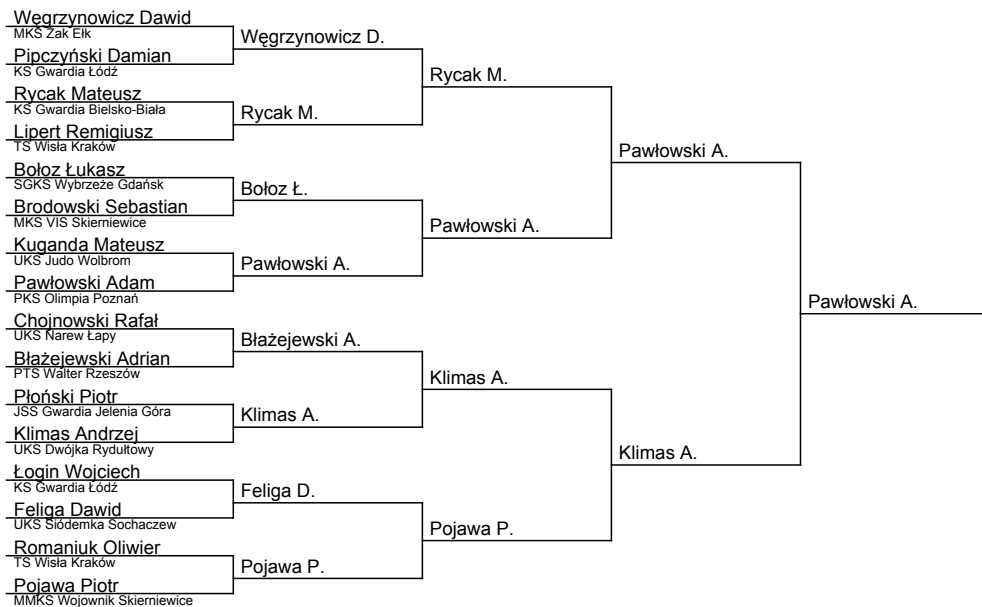 Węgrzynowicz Dawid
MKS Żak Ełk
Pipczyński Damian
KS Gwardia Łódź
Rycak Mateusz
KS Gwardia Bielsko-Biała
Lipert Remigiusz
TS Wisła Kraków
Bołoz Łukasz
SGKS Wybrzeże Gdańsk
Brodowski Sebastian
MKS VIS Skierniewice
Kuganda Mateusz
UKS Judo Wolbrom
Pawłowski Adam
PKS Olimpia Poznań
Chojnowski Rafał
UKS Narew Łapy
Błażejewski Adrian
PTS Walter Rzeszów
Płoński Piotr
JSS Gwardia Jelenia Góra
Klimas Andrzej
UKS Dwójka Rydułtowy
Łogin Wojciech
KS Gwardia Łódź
Feliga Dawid
UKS Siódemka Sochaczew
Romaniuk Oliwier
TS Wisła Kraków
Pojawa Piotr
MMKS Wojownik Skierniewice
Węgrzynowicz D.
Rycak M.
Bołoz Ł.
Pawłowski A.
Błażejewski A.
Klimas A.
Feliga D.
Pojawa P.
Rycak M.
Pawłowski A.
Klimas A.
Pojawa P.
Pawłowski A.
Klimas A.
Pawłowski A.